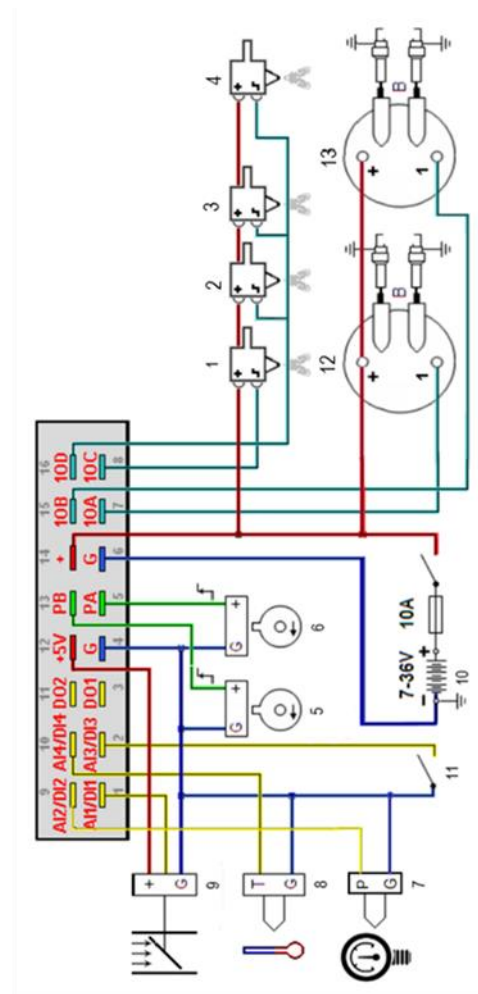 4
3
2
1
13
12
+
+
+
+
B
+ 1
B
+ 1
16 15 14 13 12 11 10 9
10D 10B + PB +5V DO2 AI4/DI4 AI2/DI2
10C 10A G PA G DO1 AI3/DI3 AI1/DI1
8 7 6 5 4 3 2 1
G +
6
G +
5
7-36V
10A
- +
10
11
+
G
9
T
G
8
P
G
7